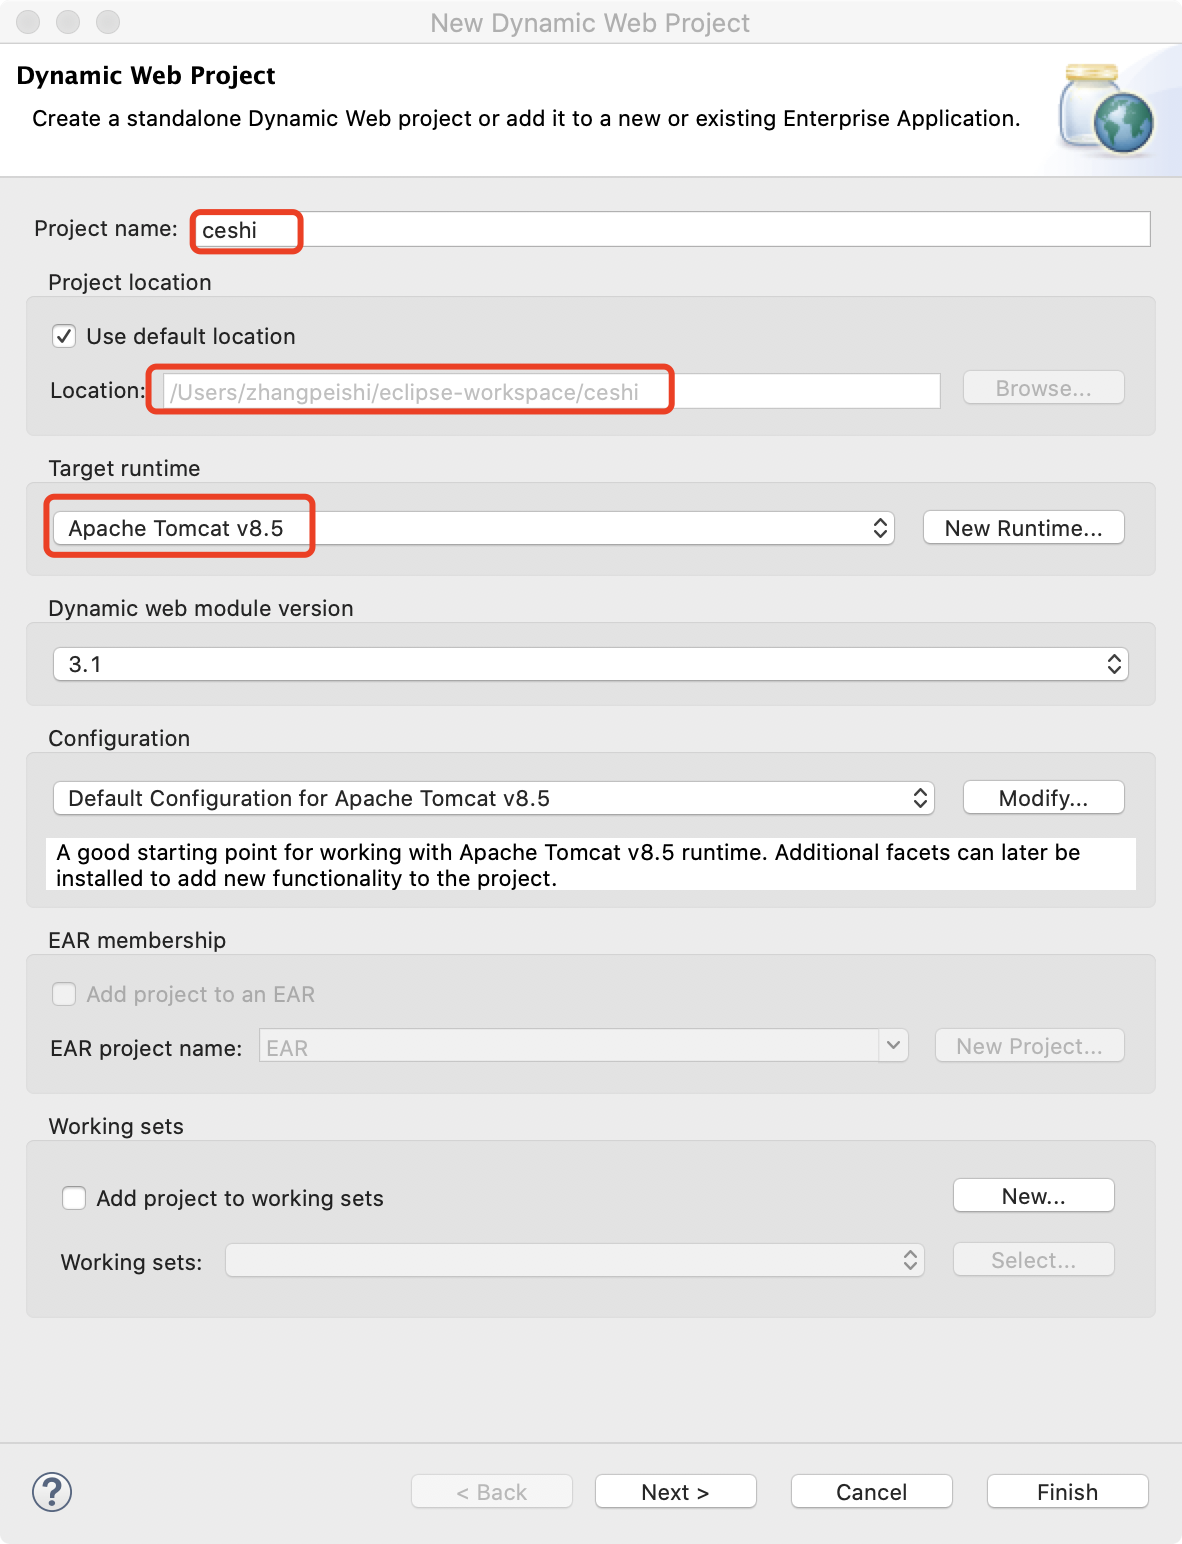 New Dynamic Web Project
Dynamic Web Project
Create a standalone Dynamic Web project or add it to a new or existing Enterprise Application.
Project name: ceshi
Project location
Use default location
Location: /Users/zhangpeishi/eclipse-workspace/ceshi Browse...
Target runtime
Apache Tomcat v8.5 New Runtime...
Dynamic web module version
3.1
Configuration
Default Configuration for Apache Tomcat v8.5 Modify...
A good starting point for working with Apache Tomcat v8.5 runtime. Additional facets can later be
installed to add new functionality to the project.
EAR membership
Add project to an EAR
EAR project name: EAR New Project...
Working sets
Add project to working sets New...
Working sets: Select...
? < Back Next > Cancel Finish